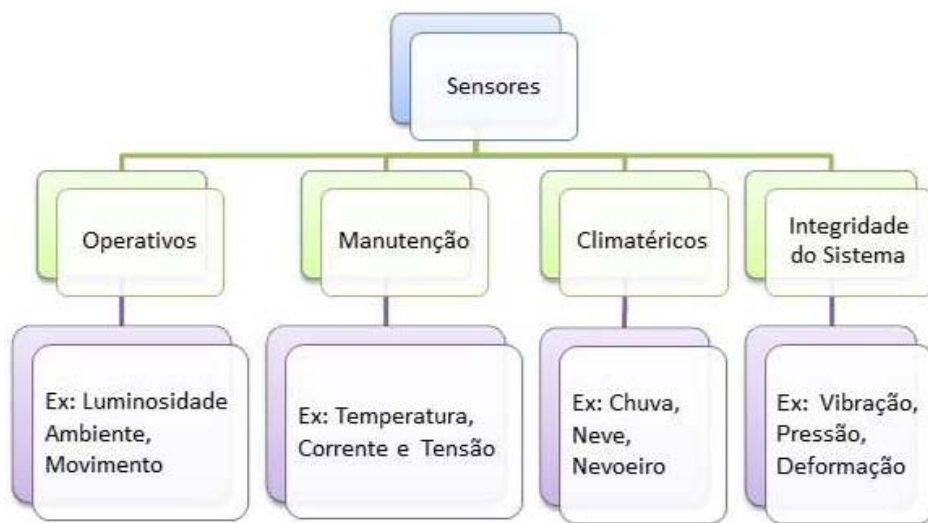 Sensores
Operativos
Manutenção
Climatéricos
Integridade
do Sistema
Ex: Luminosidade
Ambiente,
Movimento
Ex: Temperatura,
Corrente e Tensão
Ex: Chuva,
Neve,
Nevoeiro
Ex: Vibração,
Pressão,
Deformação